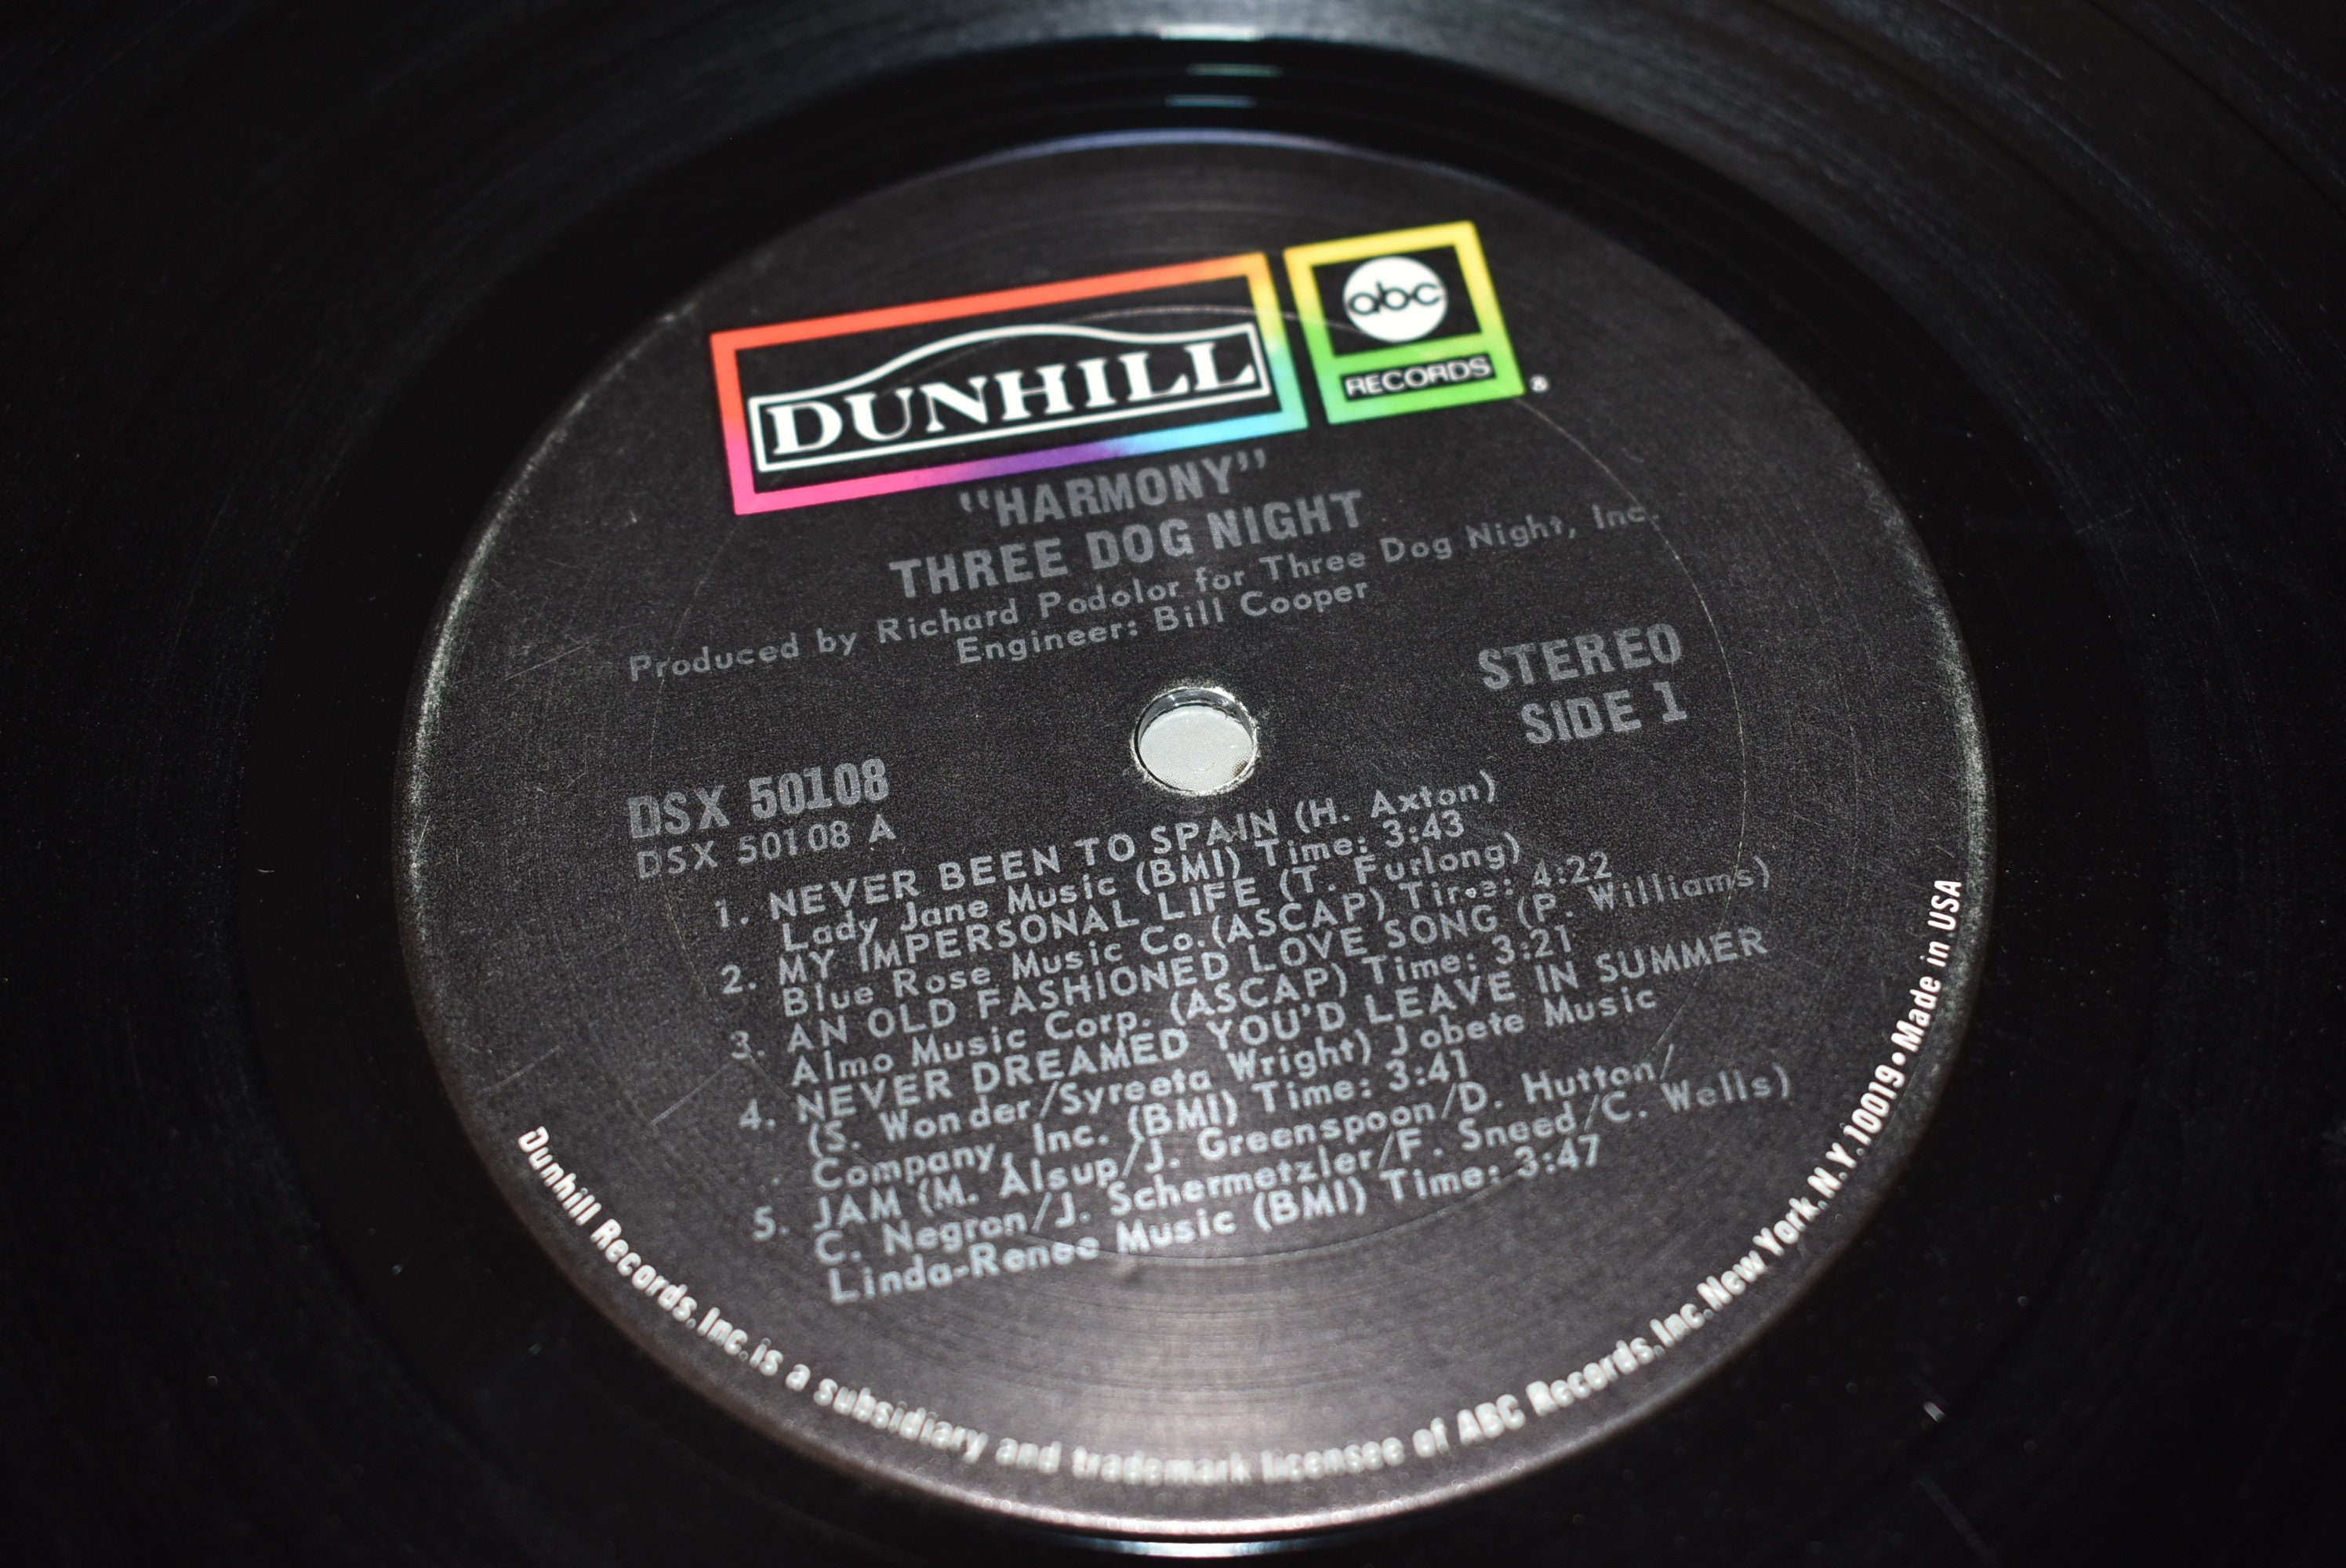 DUNHILL
abc
RECORDS
®
"HARMONY"
THREE DOG NIGHT
Produced by Richard Podolor for Three Dog Night, Inc.
Engineer: Bill Cooper
STEREO
SIDE 1
DSX 50108
DSX 50108 A
1. NEVER BEEN TO SPAIN (H. Axton)
Lady Jane Music (BMI) Time: 3:43
2. MY IMPERSONAL LIFE (T. Furlong)
Blue Rose Music Co.(ASCAP) Time: 4:22
3. AN OLD FASHIONED LOVE SONG (P. Williams)
Almo Music Corp. (ASCAP) Time: 3:21
4. NEVER DREAMED YOU'D LEAVE IN SUMMER
(S. Wonder/Syreeta Wright) Jobete Music
Company, Inc. (BMI) Time: 3:41
5. JAM (M. Alsup/J. Greenspoon/D. Hutton/
C. Negron/J. Schermetzler/F. Sneed/C. Wells)
Linda-Renee Music (BMI) Time: 3:47
Dunhill Records, Inc. is a subsidiary and trademark licensee of ABC Records, Inc. New York, N.Y. 10019 • Made in USA